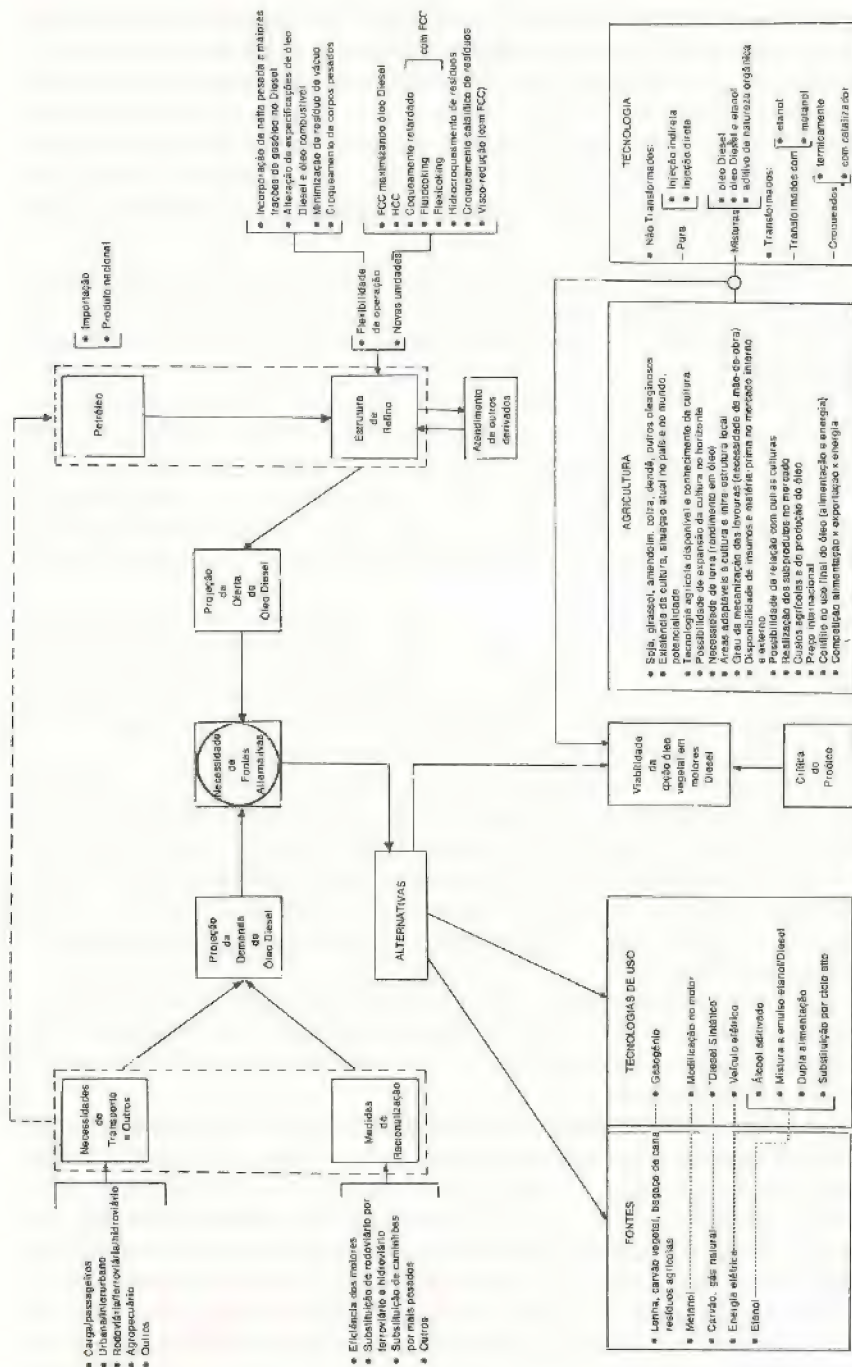 • Carga/passageiros
• Urbana/interurbano
• Rodoviária/ferroviária/hidroviário
• Agropecuário
• Outros
Necessidades
de
Transporte
e Outros
• Eficiência dos motores
• Substituição de rodoviário por
ferroviário e hidroviário
• Substituição de caminhões
por mais pesados
• Outros
Medidas
de
Racionalização
Projeção
da
Demanda
de
Óleo Diesel
Necessidade
de
Fontes
Alternativas
Projeção
da
Oferta
de
Óleo Diesel
Petróleo
• Importação
• Produto nacional
Estrutura
de
Refino
Atendimento
de outros
derivados
• Flexibilidade
de operação
• Novas unidades
• Incorporação de nafta pesada e maiores
frações de gasóleo no Diesel
• Alteração de especificações de óleo
Diesel e óleo combustível
• Minimização de resíduo de vácuo
• Craqueamento de corpos pesados
• FCC maximizando óleo Diesel
• HCC
• Coqueamento retardado
• Fluidcoking
• Flexicoking
com FCC
• Hidrocraqueamento de resíduos
• Craqueamento catalítico de resíduos
• Visco-redução (com FCC)
ALTERNATIVAS
FONTES
• Lenha, carvão vegetal, bagaço de cana
resíduos agrícolas
• Metanol
• Carvão, gás natural
• Energia elétrica
• Etanol
TECNOLOGIAS DE USO
• Gasogênio
• Modificação no motor
• "Diesel Sintético"
• Veículo elétrico
• Álcool aditivado
• Mistura e emulso etanol/Diesel
• Dupla alimentação
• Substituição por ciclo otto
Viabilidade
da
opção óleo
vegetal em
motores
Diesel
Crítica
do
Proóleo
AGRICULTURA
• Soja, girassol, amendoim, colza, dendê, outros oleaginosos
• Existência da cultura, situação atual no país e no mundo,
potencialidade
• Tecnologia agrícola disponível e conhecimento da cultura
• Possibilidade de expansão da cultura no horizonte
• Necessidade de terra (rendimento em óleo)
• Áreas adaptáveis à cultura e infra-estrutura local
• Grau da mecanização das lavouras (necessidade de mão-de-obra)
• Disponibilidade de insumos e matéria-prima no mercado interno
e externo
• Possibilidade da relação com outras culturas
• Realização dos subprodutos no mercado
• Custos agrícolas e de produção do óleo
• Preço internacional
• Conflito no uso final do óleo (alimentação e energia)
• Competição alimentação x exportação x energia
TECNOLOGIA
• Não Transformados:
– Pura
• Injeção indireta
• Injeção direta
– Misturas
• óleo Diesel
• óleo Diesel e etanol
• aditivo de natureza orgânica
• Transformados:
– Transformados com
• etanol
• metanol
– Craqueados
• termicamente
• com catalizador